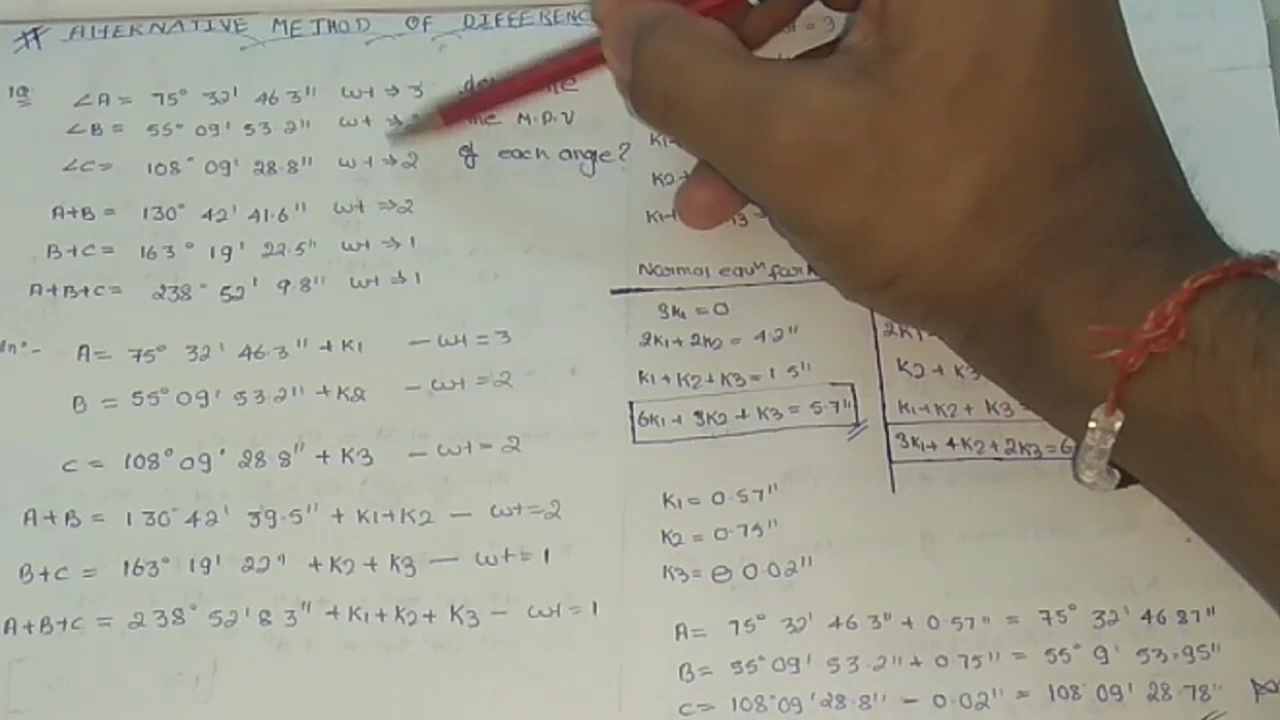 # ALTERNATIVE METHOD OF DIFFERENC
1Q
∠A = 75° 32' 46.3" wt ⇒ 3
∠B = 55° 09' 53.2" wt ⇒ M.P.V
∠C = 108° 09' 28.8" wt ⇒ 2 of each angle?
A+B = 130° 42' 41.6" wt ⇒ 2
B+C = 163° 19' 22.5" wt ⇒ 1
A+B+C = 238° 52' 9.8" wt ⇒ 1
A = 75° 32' 46.3" + K1 — wt = 3
B = 55° 09' 53.2" + K2 — wt = 2
C = 108° 09' 28.8" + K3 — wt = 2
A+B = 130° 42' 39.5" + K1+K2 — wt = 2
B+C = 163° 19' 22" + K2 + K3 — wt = 1
A+B+C = 238° 52' 8.3" + K1+K2+K3 — wt = 1
= 3
K1
K2+
K1+
Normal equⁿ for K
3K1 = 0
2K1 + 2K2 = 4.2"
K1 + K2 + K3 = 1.5"
6K1 + 3K2 + K3 = 5.7"
2K1
K2 + K3
K1 + K2 + K3 =
3K1 + 4K2 + 2K3 = 6
K1 = 0.57"
K2 = 0.75"
K3 = ⊖ 0.02"
A = 75° 32' 46.3" + 0.57" = 75° 32' 46.87"
B = 55° 09' 53.2" + 0.75" = 55° 9' 53.95"
C = 108° 09' 28.8" - 0.02" = 108° 09' 28.78"